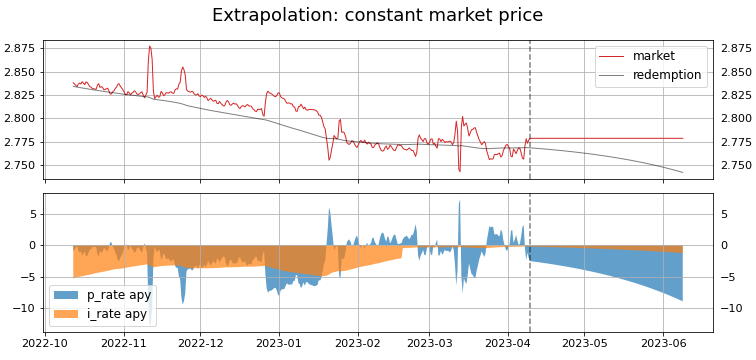 Extrapolation: constant market price
2.875 2.875
2.850 2.850
2.825 2.825
2.800 2.800
2.775 2.775
2.750 2.750
market
redemption
5 5
0 0
−5 −5
−10 −10
p_rate apy
i_rate apy
2022-10 2022-11 2022-12 2023-01 2023-02 2023-03 2023-04 2023-05 2023-06